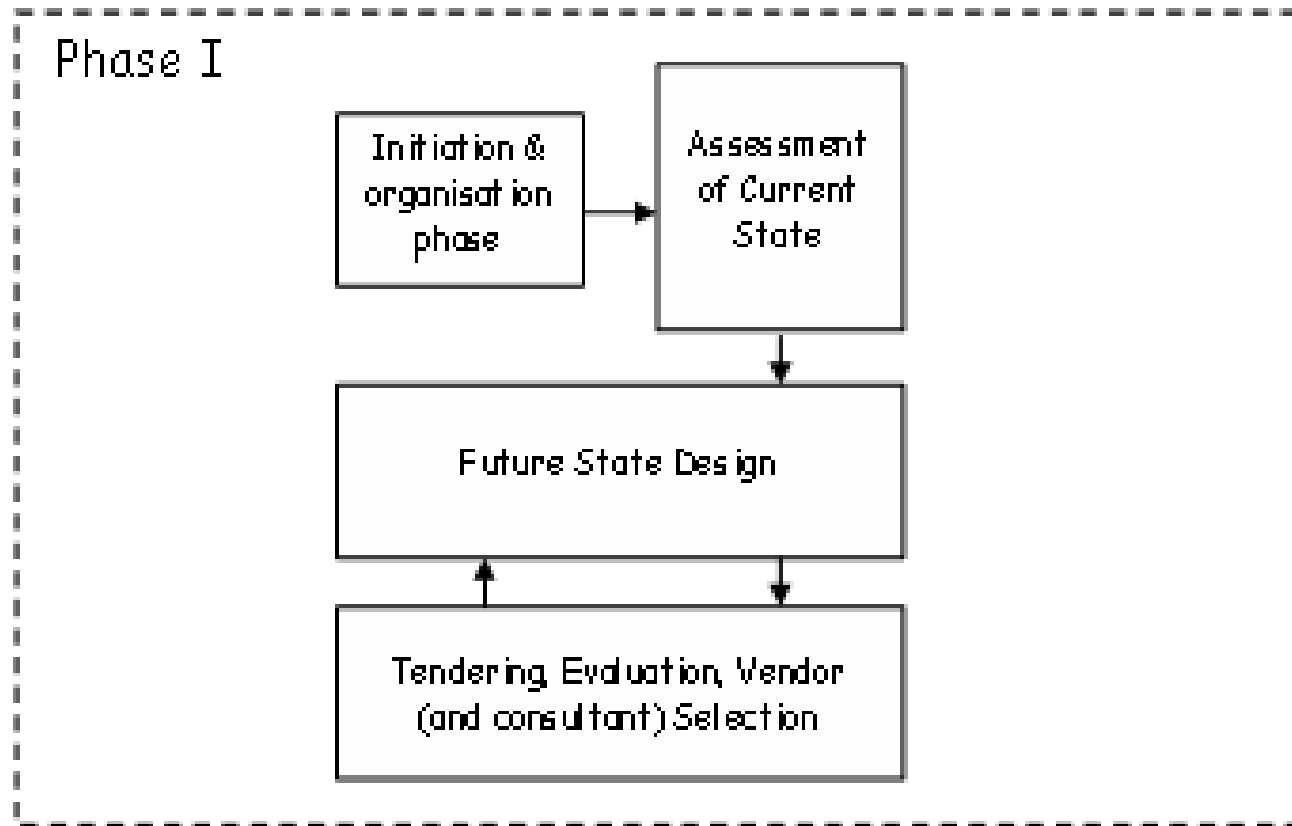 Phase I
Initiation &
organisation
phase
Assessment
of Current
State
Future State Design
Tendering, Evaluation, Vendor
(and consultant) Selection